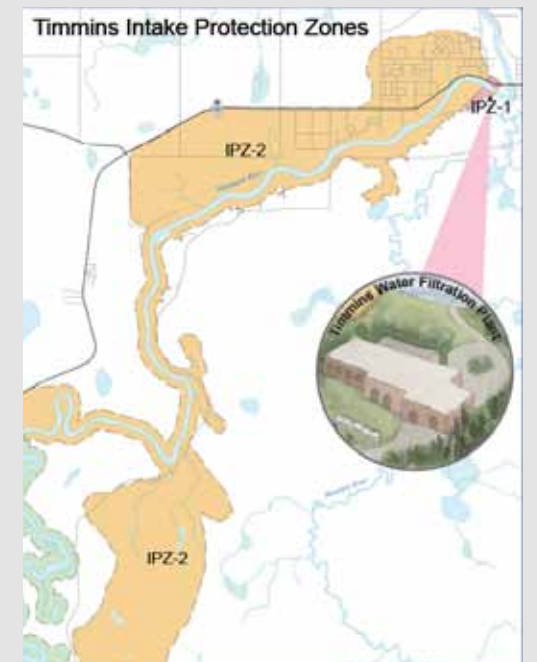 Timmins Intake Protection Zones
IPZ-1
IPZ-2
Timmins Water Filtration Plant
IPZ-2